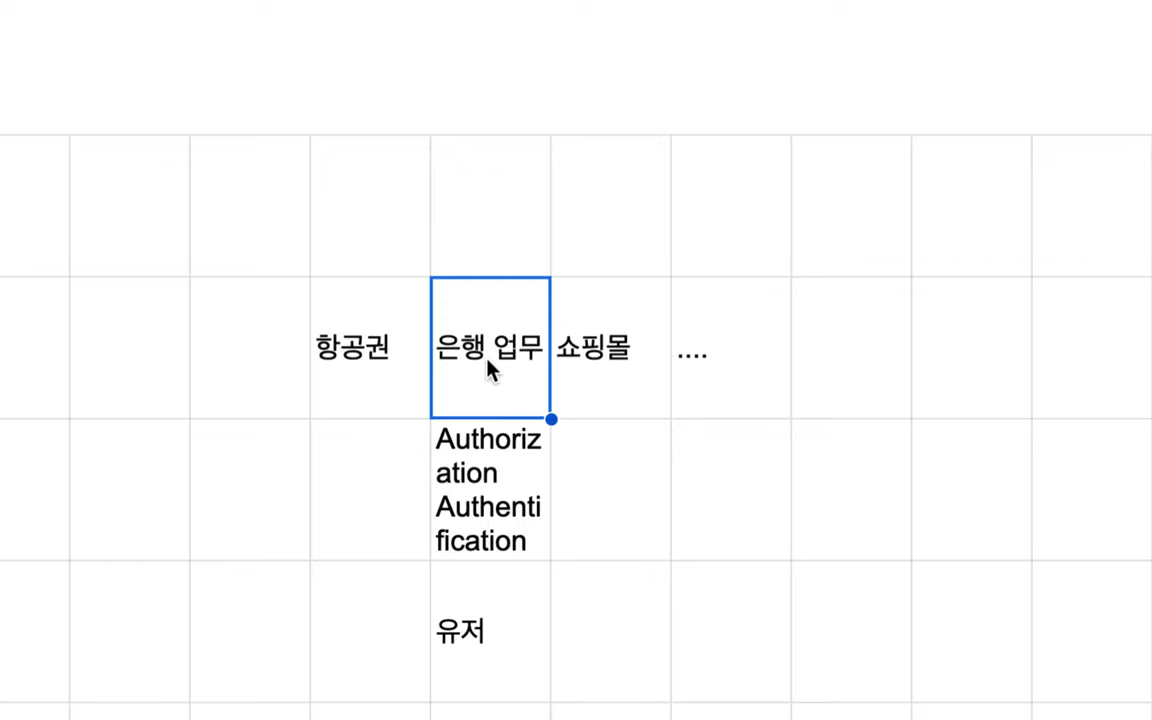 항공권
은행 업무
쇼핑몰
....
Authoriz
ation
Authenti
fication
유저